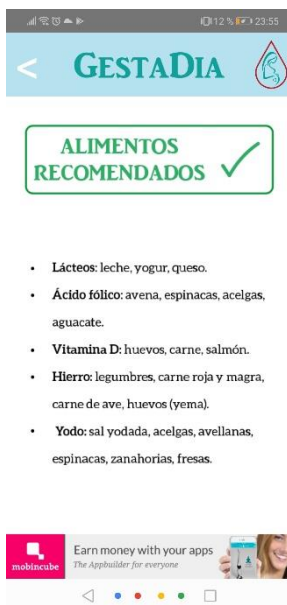 12 % 23:55
< GESTADIA
ALIMENTOS
RECOMENDADOS ✓
• Lácteos: leche, yogur, queso.
• Ácido fólico: avena, espinacas, acelgas,
aguacate.
• Vitamina D: huevos, carne, salmón.
• Hierro: legumbres, carne roja y magra,
carne de ave, huevos (yema).
• Yodo: sal yodada, acelgas, avellanas,
espinacas, zanahorias, fresas.
mobincube
Earn money with your apps
The Appbuilder for everyone